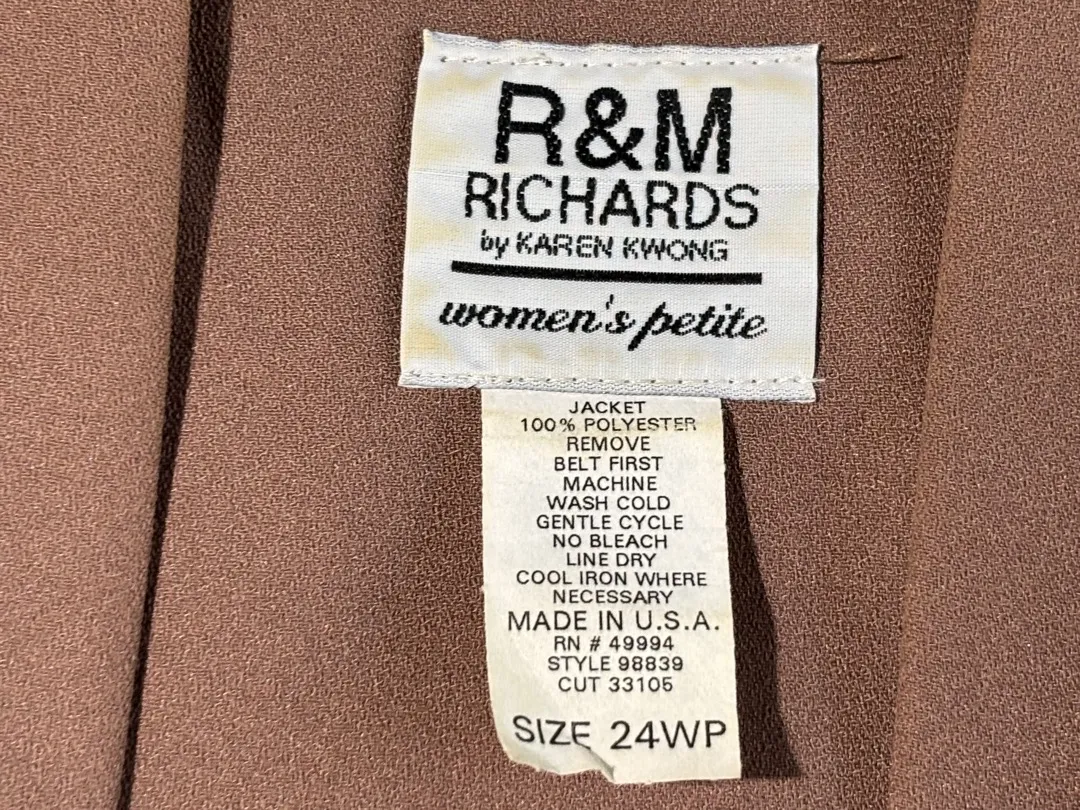 R&M
RICHARDS
by KAREN KWONG
women's petite
JACKET
100% POLYESTER
REMOVE
BELT FIRST
MACHINE
WASH COLD
GENTLE CYCLE
NO BLEACH
LINE DRY
COOL IRON WHERE
NECESSARY
MADE IN U.S.A.
RN # 49994
STYLE 98839
CUT 33105
SIZE 24WP